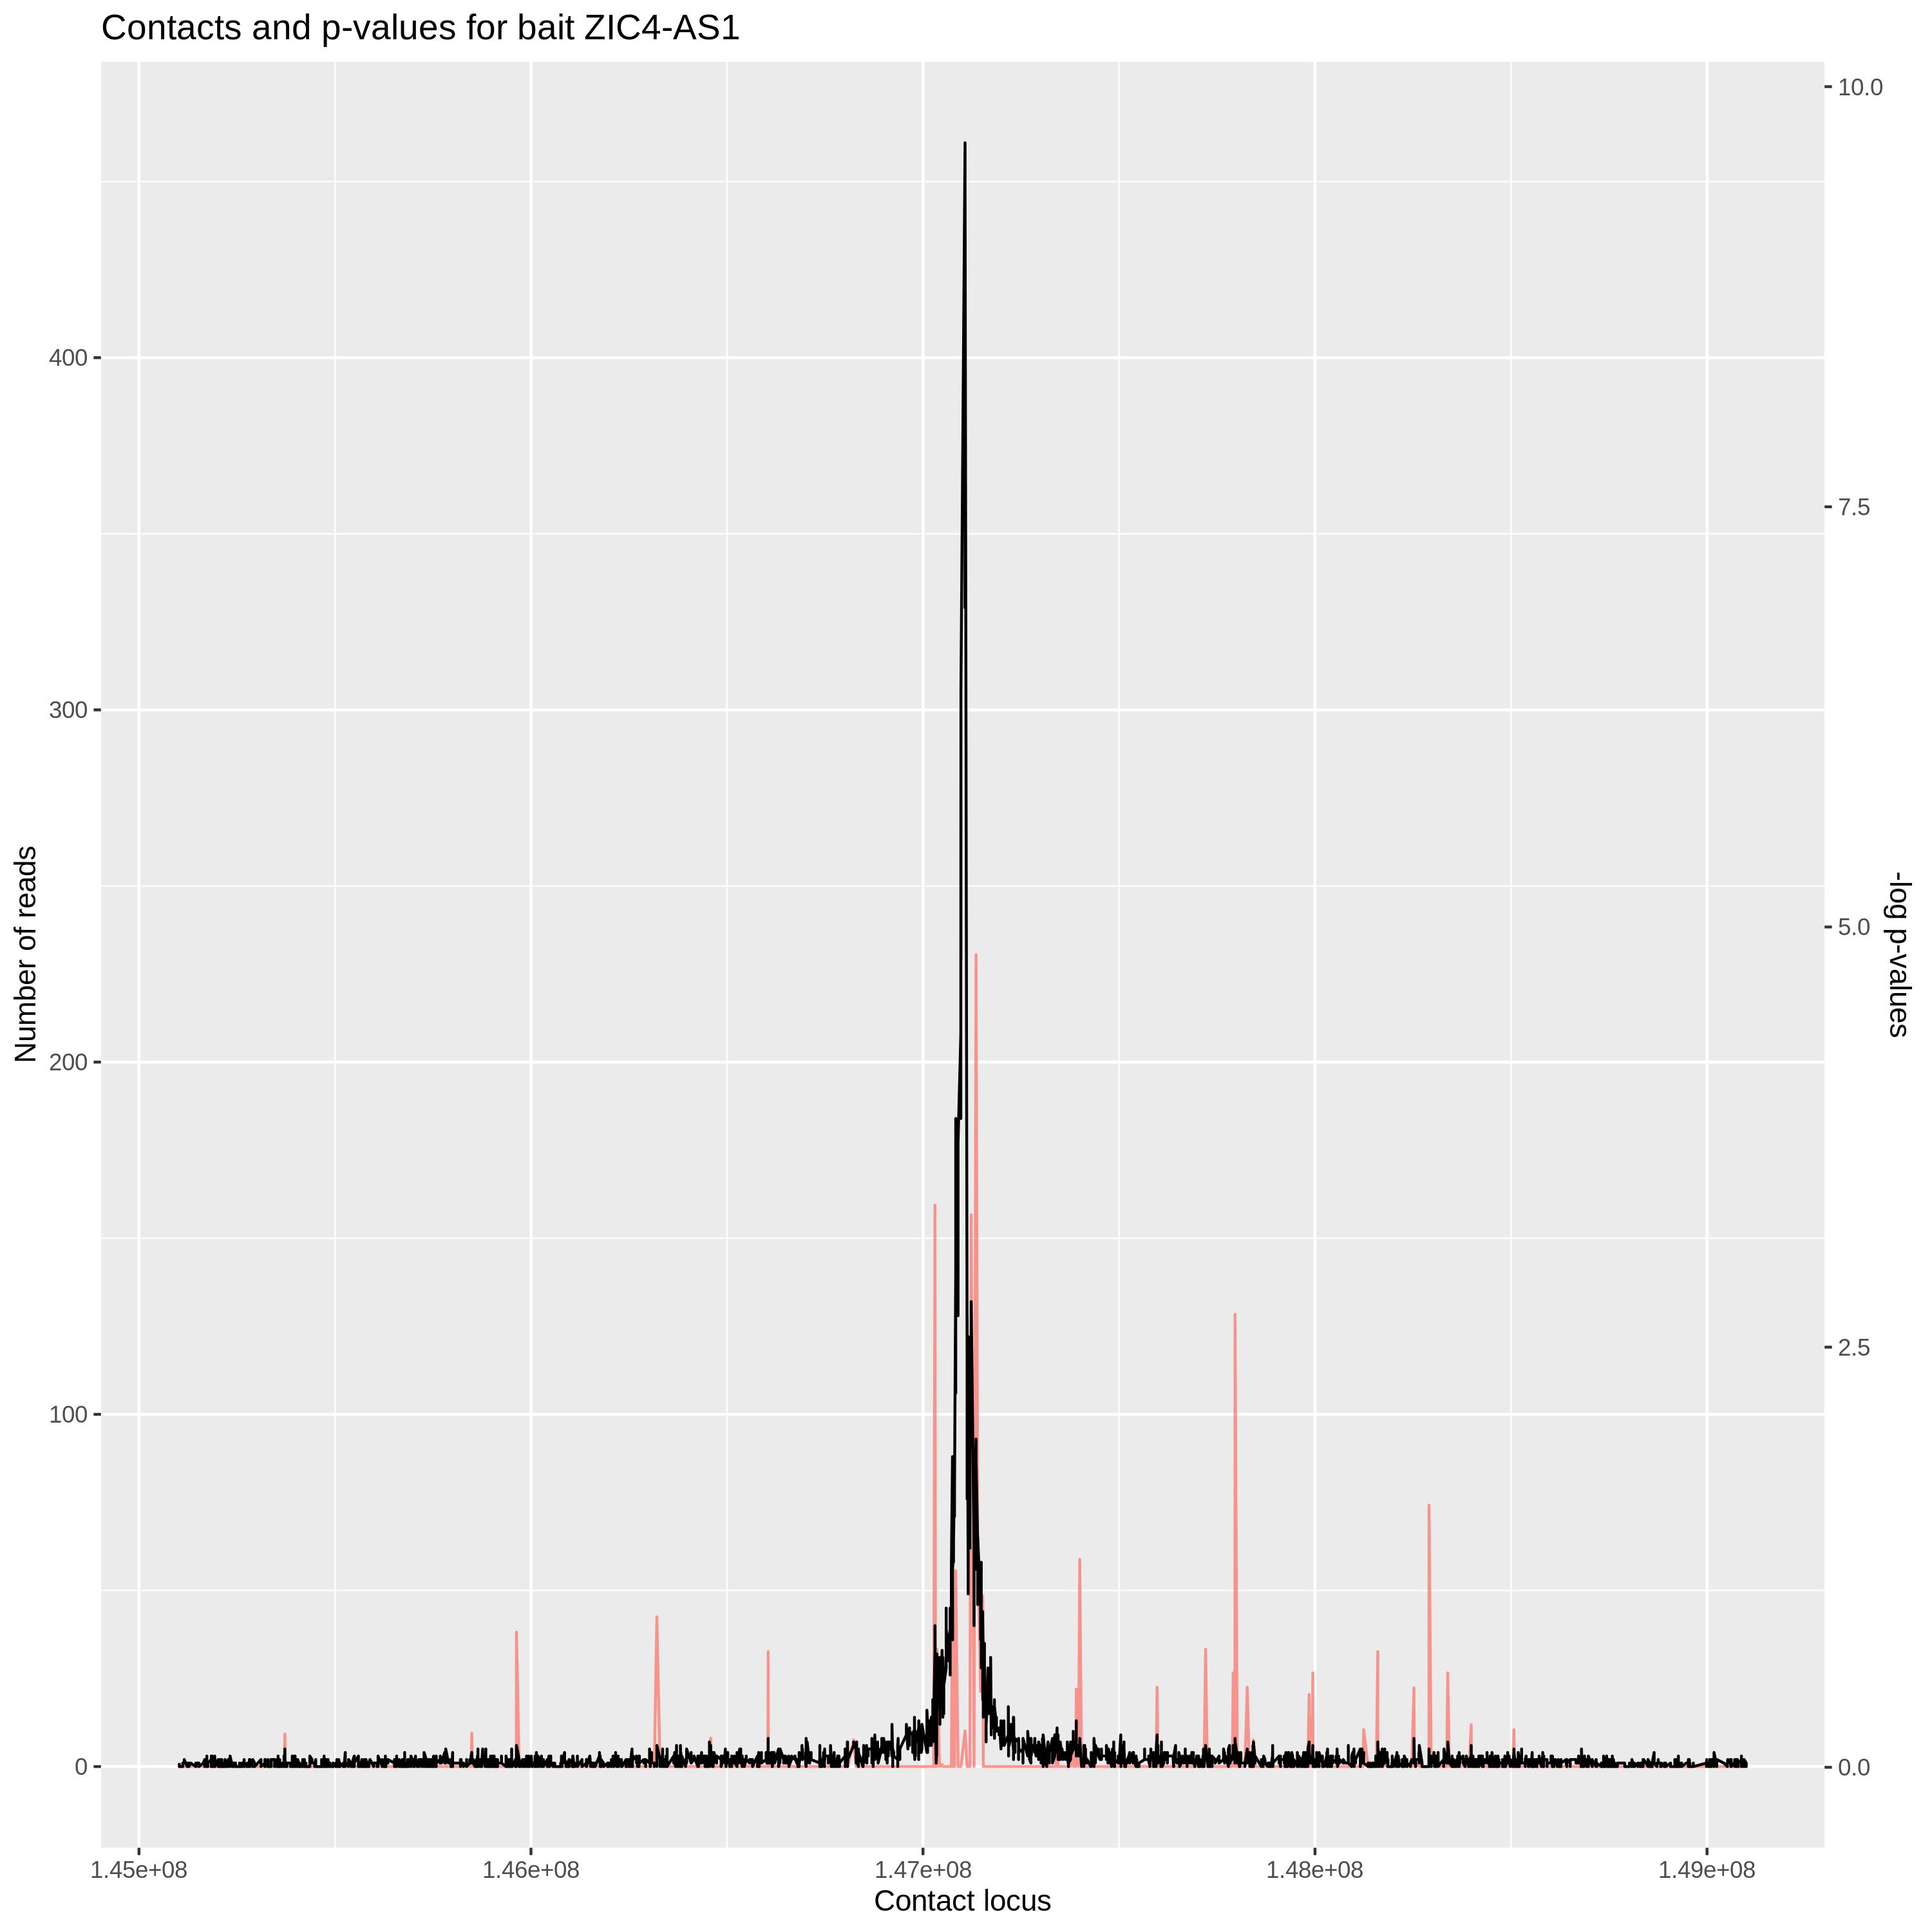 Contacts and p-values for bait ZIC4-AS1
10.0
400
7.5
300
Number of reads
5.0
-log p-values
200
2.5
100
0
0.0
1.45e+08 1.46e+08 1.47e+08 1.48e+08 1.49e+08
Contact locus